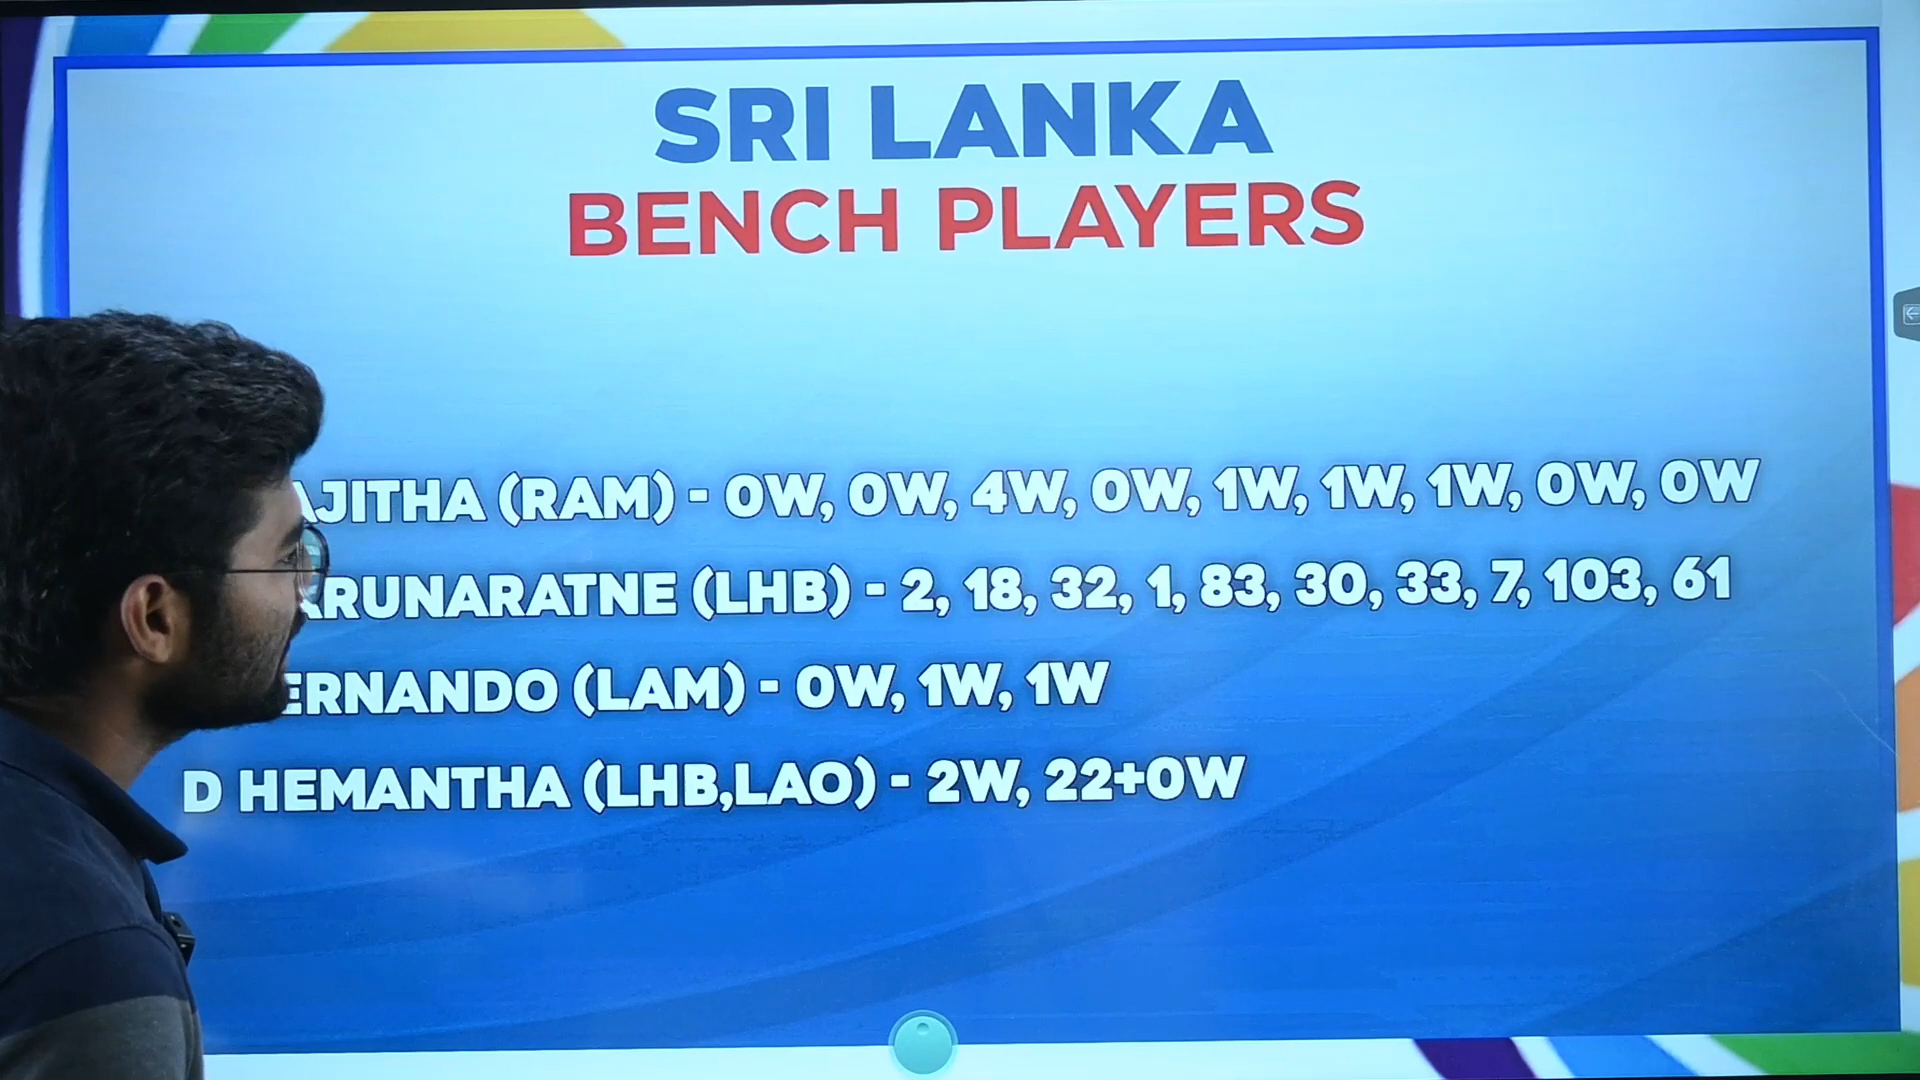 SRI LANKA
BENCH PLAYERS
AJITHA (RAM) - 0W, 0W, 4W, 0W, 1W, 1W, 1W, 0W, 0W
ARUNARATNE (LHB) - 2, 18, 32, 1, 83, 30, 33, 7, 103, 61
ERNANDO (LAM) - 0W, 1W, 1W
D HEMANTHA (LHB,LAO) - 2W, 22+0W